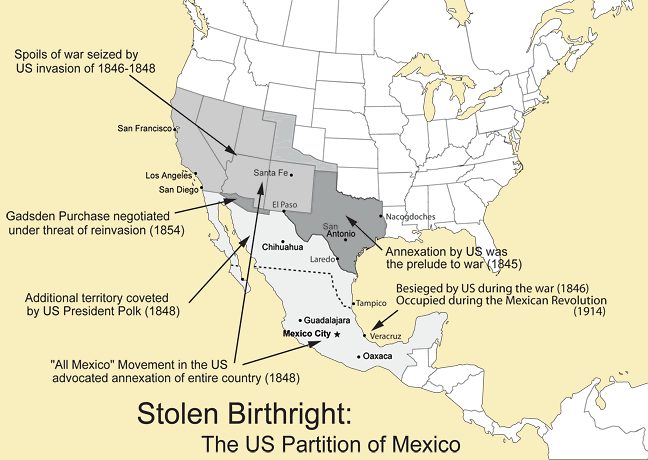 Spoils of war seized by
US invasion of 1846-1848
San Francisco
Los Angeles
San Diego
Santa Fe
El Paso
Nacogdoches
San
Antonio
Laredo
Chihuahua
Gadsden Purchase negotiated
under threat of reinvasion (1854)
Annexation by US was
the prelude to war (1845)
Additional territory coveted
by US President Polk (1848)
Besieged by US during the war (1846)
Occupied during the Mexican Revolution
(1914)
Tampico
Guadalajara
Mexico City
Veracruz
Oaxaca
"All Mexico" Movement in the US
advocated annexation of entire country (1848)
Stolen Birthright:
The US Partition of Mexico